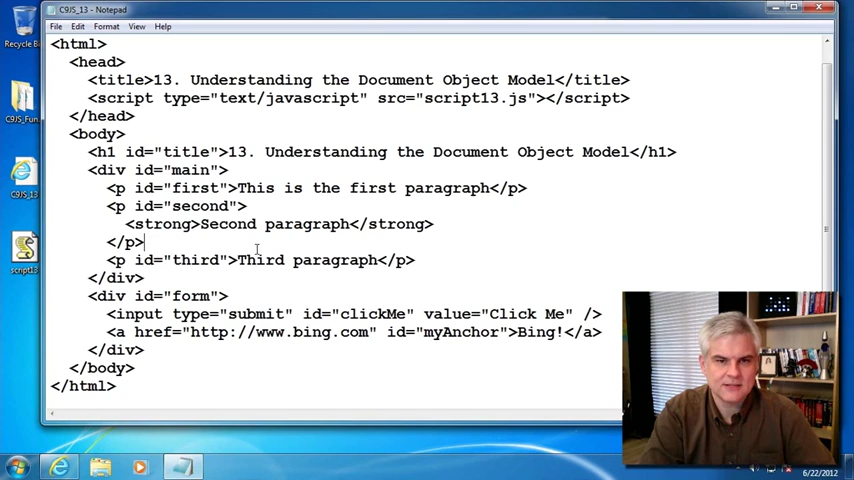 C9JS_13 - Notepad
File Edit Format View Help
<html>
<head>
<title>13. Understanding the Document Object Model</title>
<script type="text/javascript" src="script13.js"></script>
</head>
<body>
<h1 id="title">13. Understanding the Document Object Model</h1>
<div id="main">
<p id="first">This is the first paragraph</p>
<p id="second">
<strong>Second paragraph</strong>
</p>
<p id="third">Third paragraph</p>
</div>
<div id="form">
<input type="submit" id="clickMe" value="Click Me" />
<a href="http://www.bing.com" id="myAnchor">Bing!</a>
</div>
</body>
</html>
Recycle Bi
C9JS_Fun.
C9JS_13
script13
6/22/2012